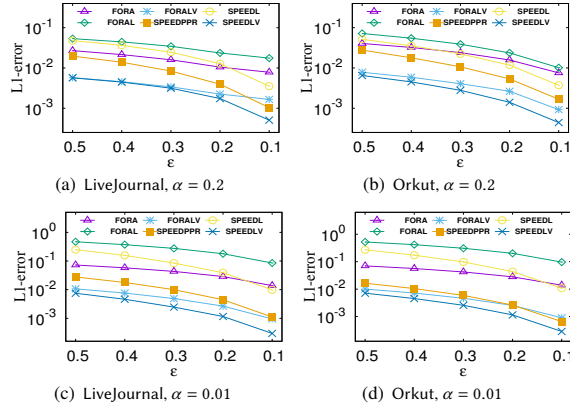 FORA FORALV SPEEDL
FORAL SPEEDPPR SPEEDLV
L1-error
10⁻¹
10⁻²
10⁻³
0.5 0.4 0.3 0.2 0.1
ε
(a) LiveJournal, α = 0.2
FORA FORALV SPEEDL
FORAL SPEEDPPR SPEEDLV
L1-error
10⁻¹
10⁻²
10⁻³
0.5 0.4 0.3 0.2 0.1
ε
(b) Orkut, α = 0.2
FORA FORALV SPEEDL
FORAL SPEEDPPR SPEEDLV
L1-error
10⁰
10⁻¹
10⁻²
10⁻³
0.5 0.4 0.3 0.2 0.1
ε
(c) LiveJournal, α = 0.01
FORA FORALV SPEEDL
FORAL SPEEDPPR SPEEDLV
L1-error
10⁰
10⁻¹
10⁻²
10⁻³
0.5 0.4 0.3 0.2 0.1
ε
(d) Orkut, α = 0.01